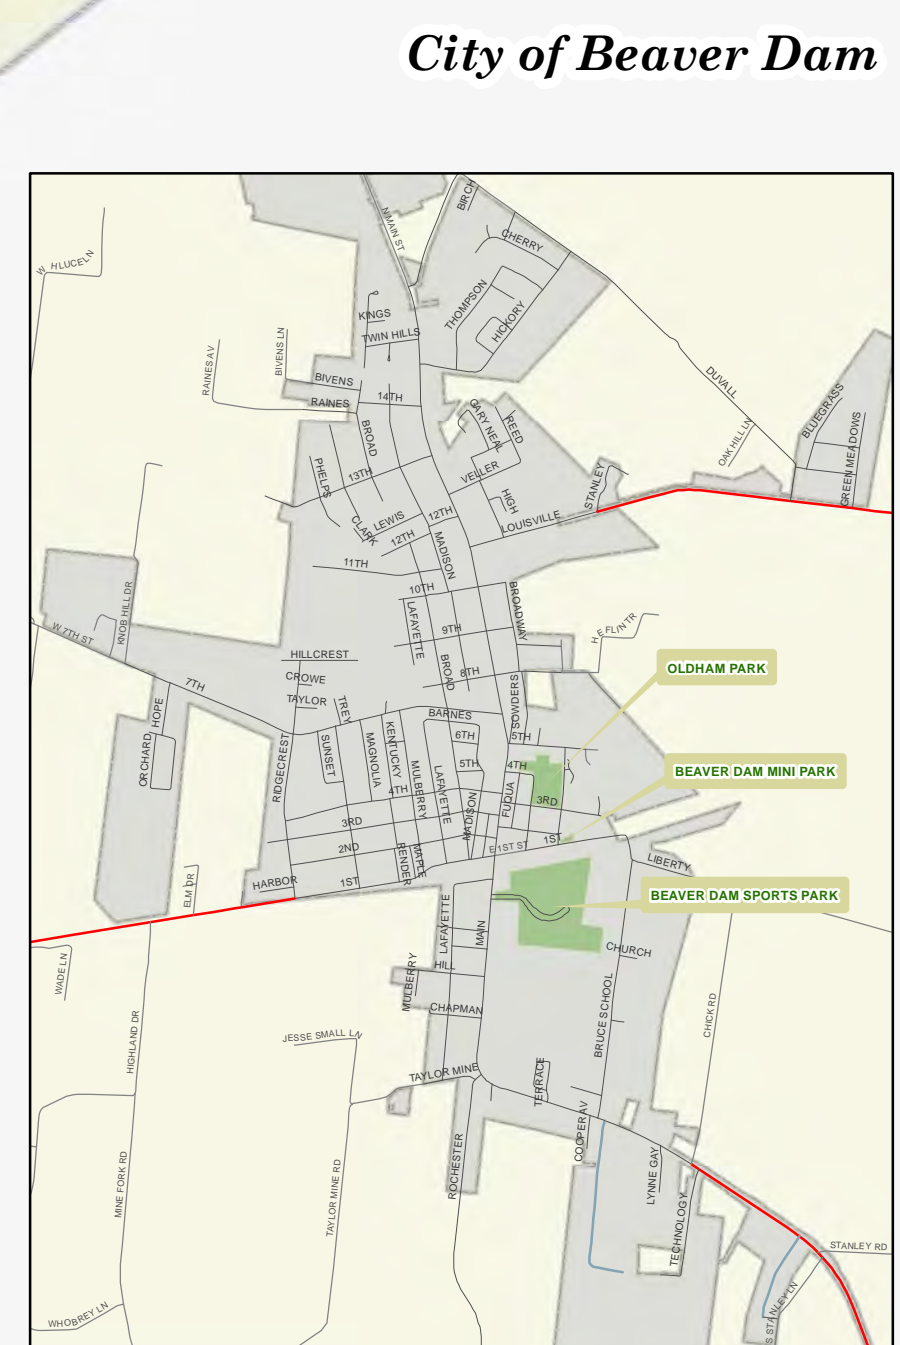 City of Beaver Dam
BIRCH
N MAIN ST
CHERRY
W H LUCE LN
THOMPSON
HICKORY
KINGS
TWIN HILLS
BIVENS LN
RAINES AV
BIVENS
RAINES
14TH
DUVALL
BLUEGRASS
GARY NEAL
REED
BROAD
OAK HILL LN
GREEN MEADOWS
PHELPS
13TH
VELLER
STANLEY
HIGH
CLARK
LEWIS
12TH
LOUISVILLE
12TH
MADISON
11TH
10TH
BROADWAY
KNOB HILL DR
LAFAYETTE
9TH
H E FLIN TR
W 7TH ST
HILLCREST
BROAD
8TH
OLDHAM PARK
CROWE
7TH
TAYLOR
TREY
SOWDERS
HOPE
BARNES
KENTUCKY
6TH
5TH
ORCHARD
SUNSET
MAGNOLIA
5TH
4TH
BEAVER DAM MINI PARK
RIDGECREST
MULBERRY
LAFAYETTE
4TH
FUQUA
3RD
MADISON
3RD
1ST
2ND
E 1ST ST
RENDER
MAPLE
LIBERTY
HARBOR
1ST
ELM DR
BEAVER DAM SPORTS PARK
LAFAYETTE
MAIN
CHURCH
WADE LN
HILL
MULBERRY
CHAPMAN
BRUCE SCHOOL
CHICK RD
HIGHLAND DR
JESSE SMALL LN
TAYLOR MINE
TERRACE
COOPER AV
ROCHESTER
LYNNE GAY
MINE FORK RD
TAYLOR MINE RD
TECHNOLOGY
STANLEY RD
S STANLEY LN
WHOBREY LN